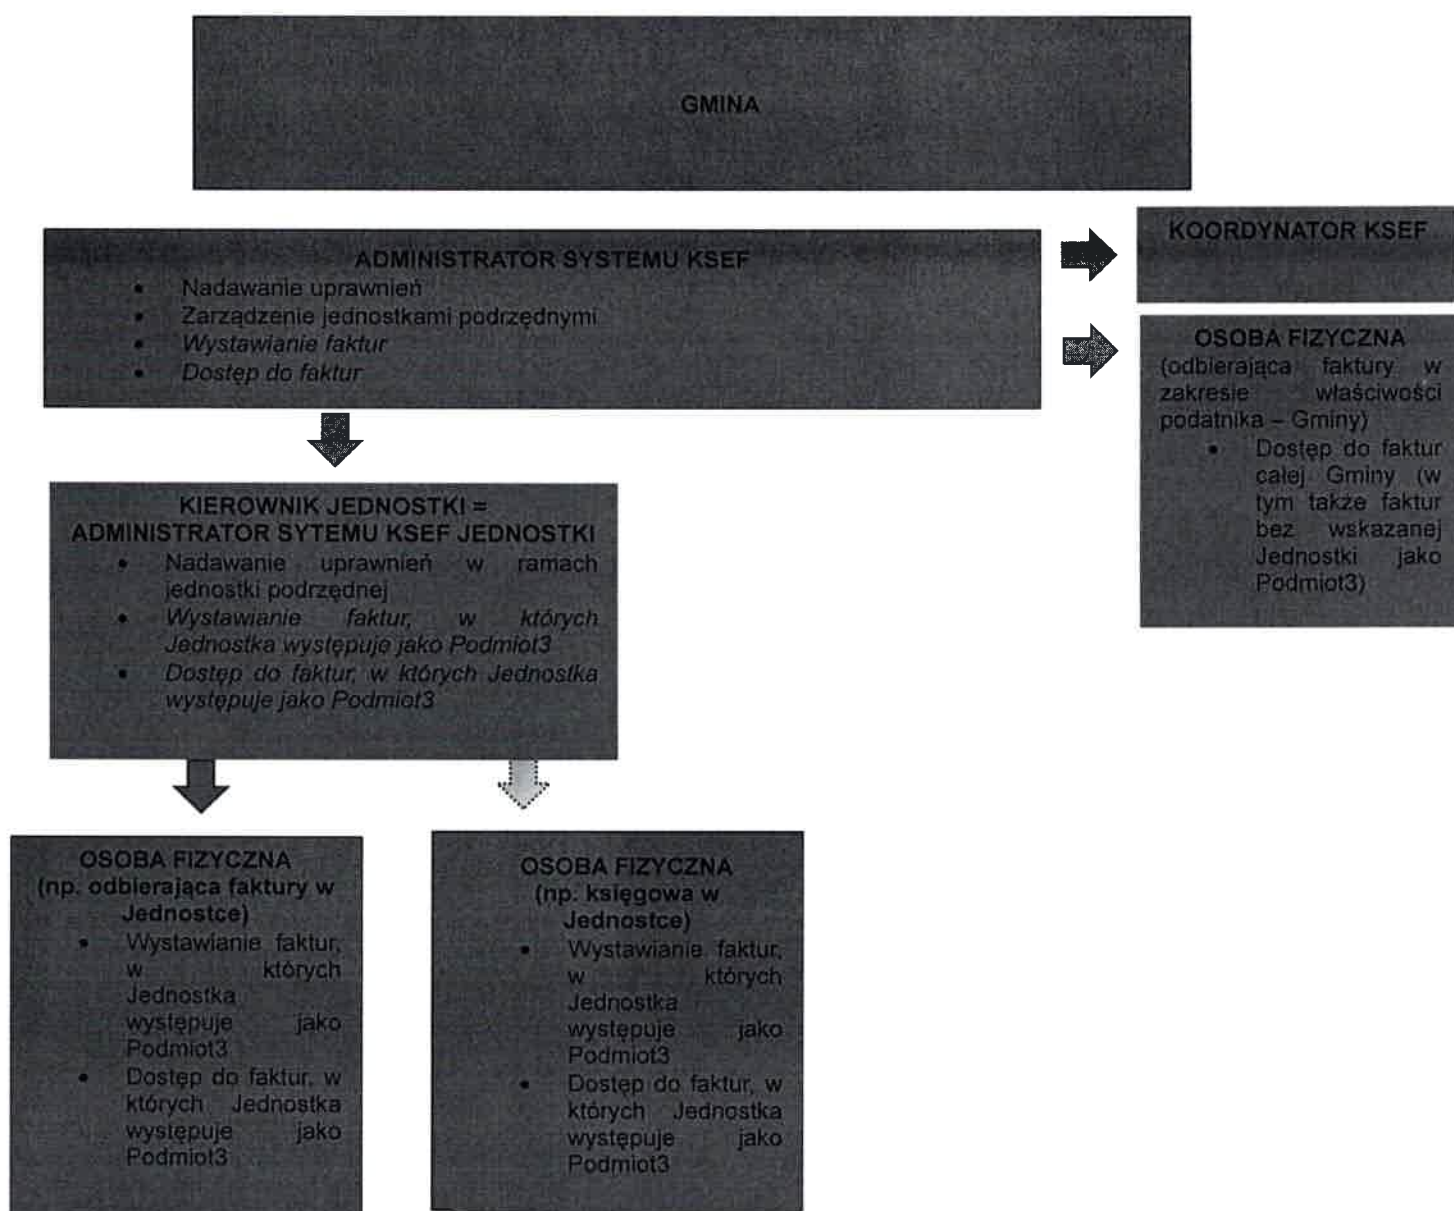 GMINA
ADMINISTRATOR SYSTEMU KSEF
• Nadawanie uprawnień
• Zarządzenie jednostkami podrzędnymi
• Wystawianie faktur
• Dostęp do faktur
KOORDYNATOR KSEF
OSOBA FIZYCZNA
(odbierająca faktury w
zakresie właściwości
podatnika – Gminy)
• Dostęp do faktur
całej Gminy (w
tym także faktur
bez wskazanej
Jednostki jako
Podmiot3)
KIEROWNIK JEDNOSTKI =
ADMINISTRATOR SYTEMU KSEF JEDNOSTKI
• Nadawanie uprawnień w ramach
jednostki podrzędnej
• Wystawianie faktur, w których
Jednostka występuje jako Podmiot3
• Dostęp do faktur, w których Jednostka
występuje jako Podmiot3
OSOBA FIZYCZNA
(np. odbierająca faktury w
Jednostce)
• Wystawianie faktur,
w których
Jednostka
występuje jako
Podmiot3
• Dostęp do faktur, w
których Jednostka
występuje jako
Podmiot3
OSOBA FIZYCZNA
(np. księgowa w
Jednostce)
• Wystawianie faktur,
w których
Jednostka
występuje jako
Podmiot3
• Dostęp do faktur, w
których Jednostka
występuje jako
Podmiot3